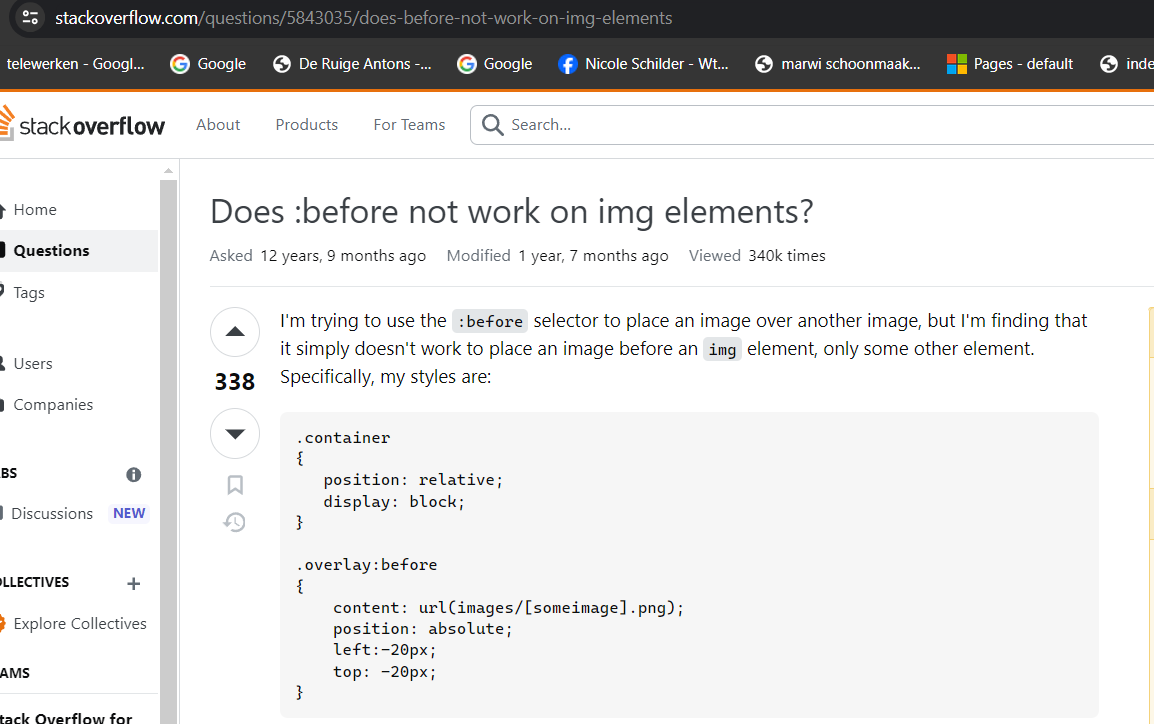 stackoverflow.com/questions/5843035/does-before-not-work-on-img-elements
telewerken - Googl... Google De Ruige Antons -... Google Nicole Schilder - Wt... marwi schoonmaak... Pages - default inde
stackoverflow About Products For Teams Search...
Home
Questions
Tags
Users
Companies
BS
Discussions NEW
OLLECTIVES
Explore Collectives
AMS
tack Overflow for
Does :before not work on img elements?
Asked 12 years, 9 months ago Modified 1 year, 7 months ago Viewed 340k times
338
I'm trying to use the :before selector to place an image over another image, but I'm finding that
it simply doesn't work to place an image before an img element, only some other element.
Specifically, my styles are:
.container
{
position: relative;
display: block;
}
.overlay:before
{
content: url(images/[someimage].png);
position: absolute;
left:-20px;
top: -20px;
}